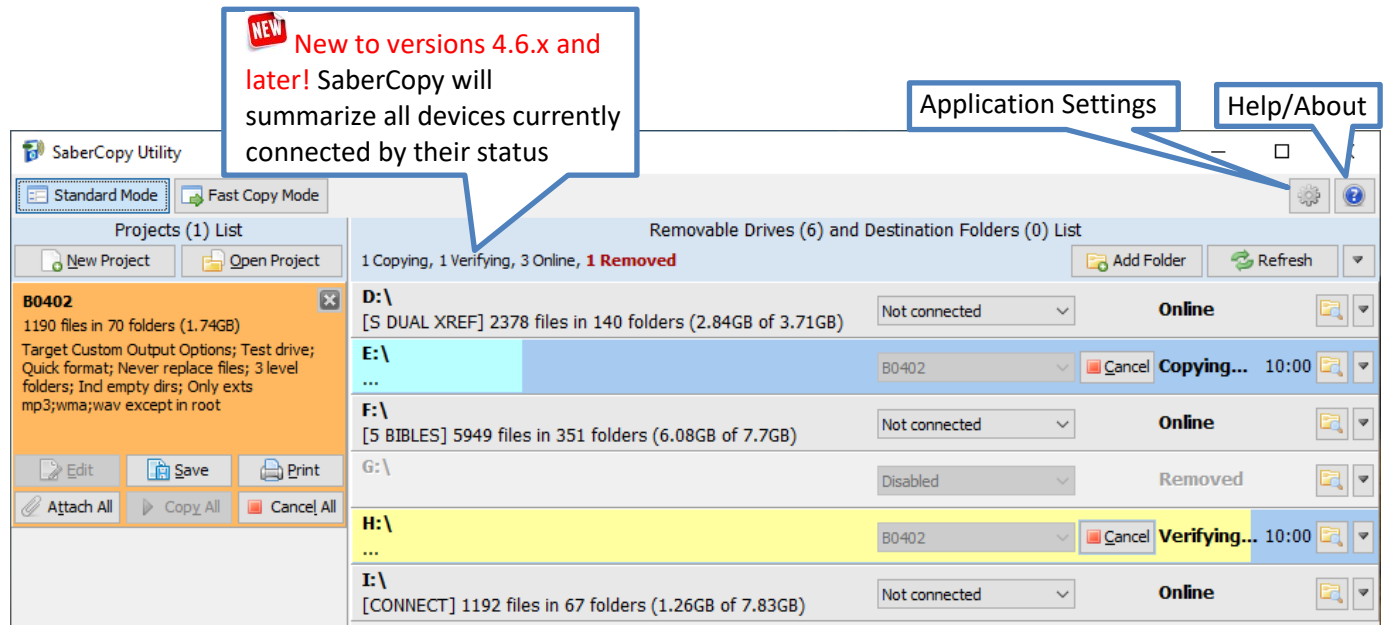 NEW New to versions 4.6.x and
later! SaberCopy will
summarize all devices currently
connected by their status
Application Settings
Help/About
SaberCopy Utility
Standard Mode
Fast Copy Mode
Projects (1) List
Removable Drives (6) and Destination Folders (0) List
New Project
Open Project
1 Copying, 1 Verifying, 3 Online, 1 Removed
Add Folder
Refresh
B0402
1190 files in 70 folders (1.74GB)
Target Custom Output Options; Test drive;
Quick format; Never replace files; 3 level
folders; Incl empty dirs; Only exts
mp3;wma;wav except in root
Edit
Save
Print
Attach All
Copy All
Cancel All
D:\
[S DUAL XREF] 2378 files in 140 folders (2.84GB of 3.71GB)
Not connected
Online
E:\
...
B0402
Cancel
Copying...
10:00
F:\
[5 BIBLES] 5949 files in 351 folders (6.08GB of 7.7GB)
Not connected
Online
G:\
Disabled
Removed
H:\
...
B0402
Cancel
Verifying...
10:00
I:\
[CONNECT] 1192 files in 67 folders (1.26GB of 7.83GB)
Not connected
Online